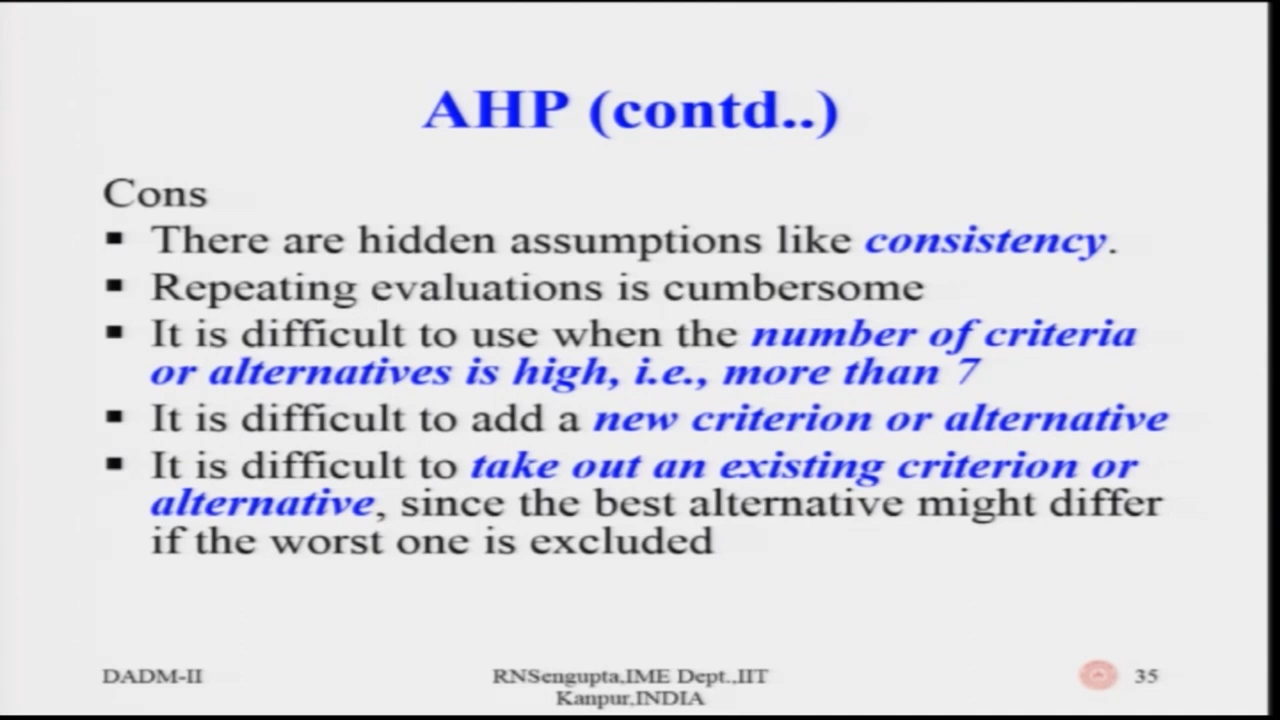 AHP (contd..)
Cons
▪ There are hidden assumptions like consistency.
▪ Repeating evaluations is cumbersome
▪ It is difficult to use when the number of criteria
or alternatives is high, i.e., more than 7
▪ It is difficult to add a new criterion or alternative
▪ It is difficult to take out an existing criterion or
alternative, since the best alternative might differ
if the worst one is excluded
DADM-II
RNSengupta,IME Dept.,IIT
Kanpur,INDIA
35